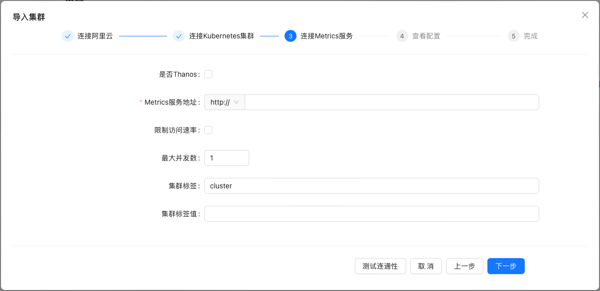 导入集群
连接阿里云
连接Kubernetes集群
3 连接Metrics服务
4 查看配置
5 完成
是否Thanos:
* Metrics服务地址: http://
限制访问速率:
最大并发数: 1
集群标签: cluster
集群标签值:
测试连通性 取 消 上一步 下一步